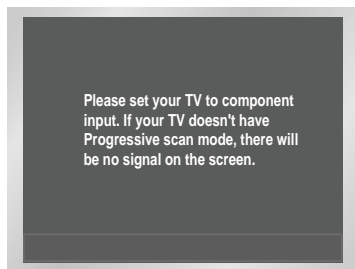 Please set your TV to component
input. If your TV doesn't have
Progressive scan mode, there will
be no signal on the screen.